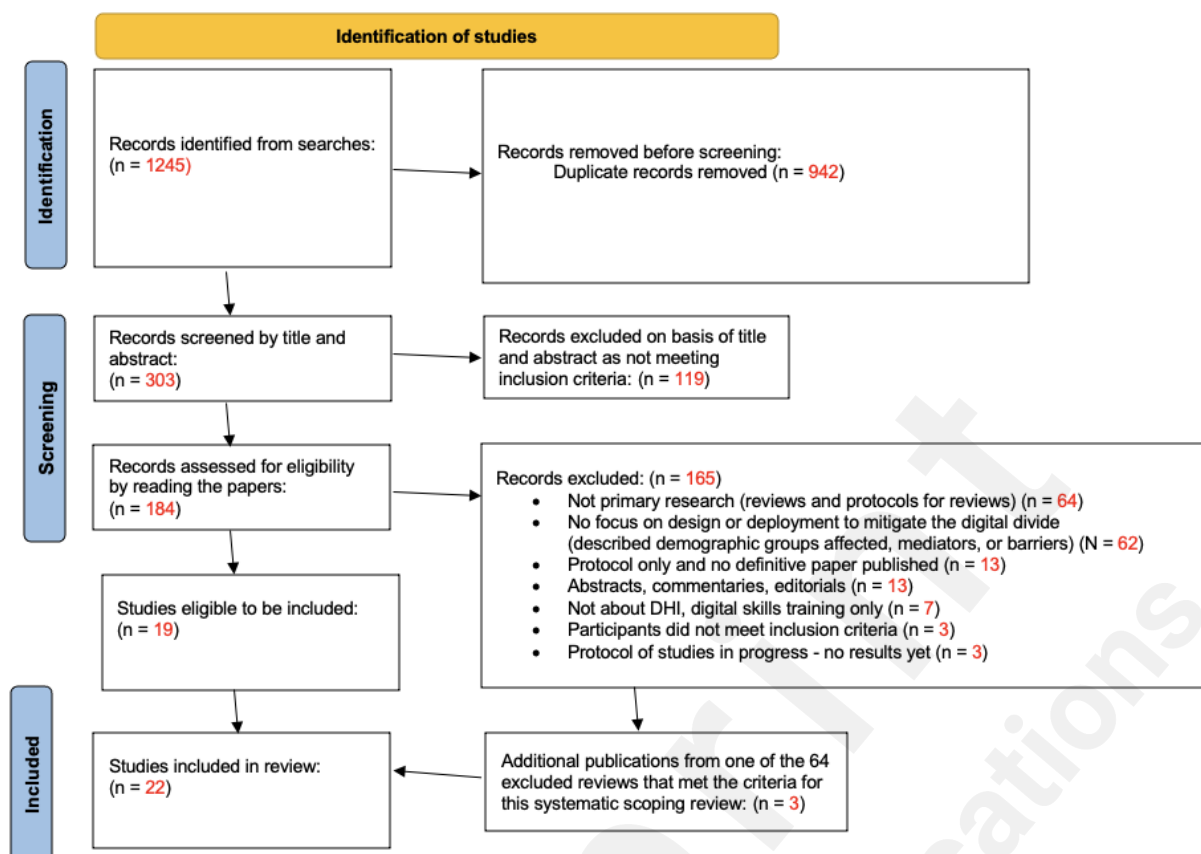 Identification of studies
Identification
Records identified from searches:
(n = 1245)
Records removed before screening:
Duplicate records removed (n = 942)
Screening
Records screened by title and
abstract:
(n = 303)
Records excluded on basis of title
and abstract as not meeting
inclusion criteria: (n = 119)
Records assessed for eligibility
by reading the papers:
(n = 184)
Records excluded: (n = 165)
• Not primary research (reviews and protocols for reviews) (n = 64)
• No focus on design or deployment to mitigate the digital divide
(described demographic groups affected, mediators, or barriers) (N = 62)
• Protocol only and no definitive paper published (n = 13)
• Abstracts, commentaries, editorials (n = 13)
• Not about DHI, digital skills training only (n = 7)
• Participants did not meet inclusion criteria (n = 3)
• Protocol of studies in progress - no results yet (n = 3)
Studies eligible to be included:
(n = 19)
Included
Studies included in review:
(n = 22)
Additional publications from one of the 64
excluded reviews that met the criteria for
this systematic scoping review: (n = 3)